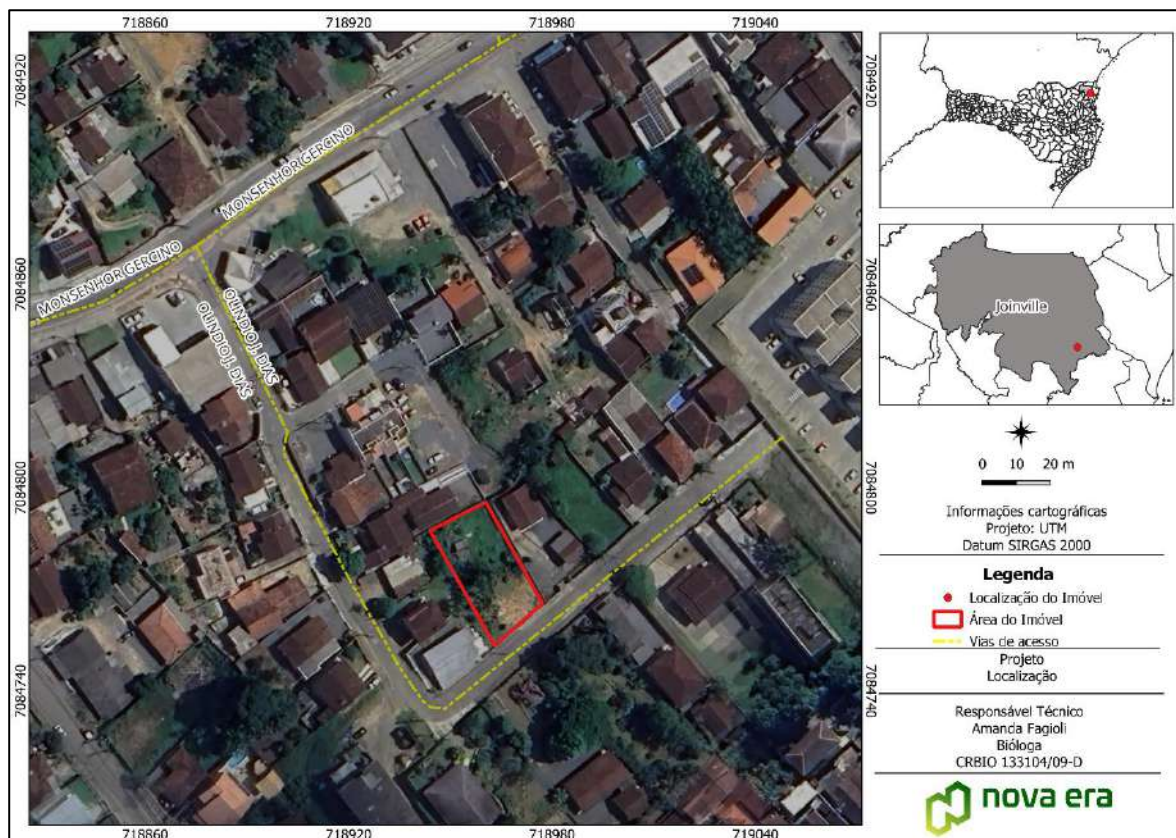 718860
718920
718980
719040
7084920
7084920
MONSENHOR GERCINO
MONSENHOR GERCINO
7084860
7084860
OLINDIO J. DIAS
OLINDIO J. DIAS
7084800
7084800
7084740
7084740
718860
718920
718980
719040
Joinville
0 10 20 m
Informações cartográficas
Projeto: UTM
Datum SIRGAS 2000
Legenda
Localização do Imóvel
Área do Imóvel
Vias de acesso
Projeto
Localização
Responsável Técnico
Amanda Fagioli
Bióloga
CRBIO 133104/09-D
nova era